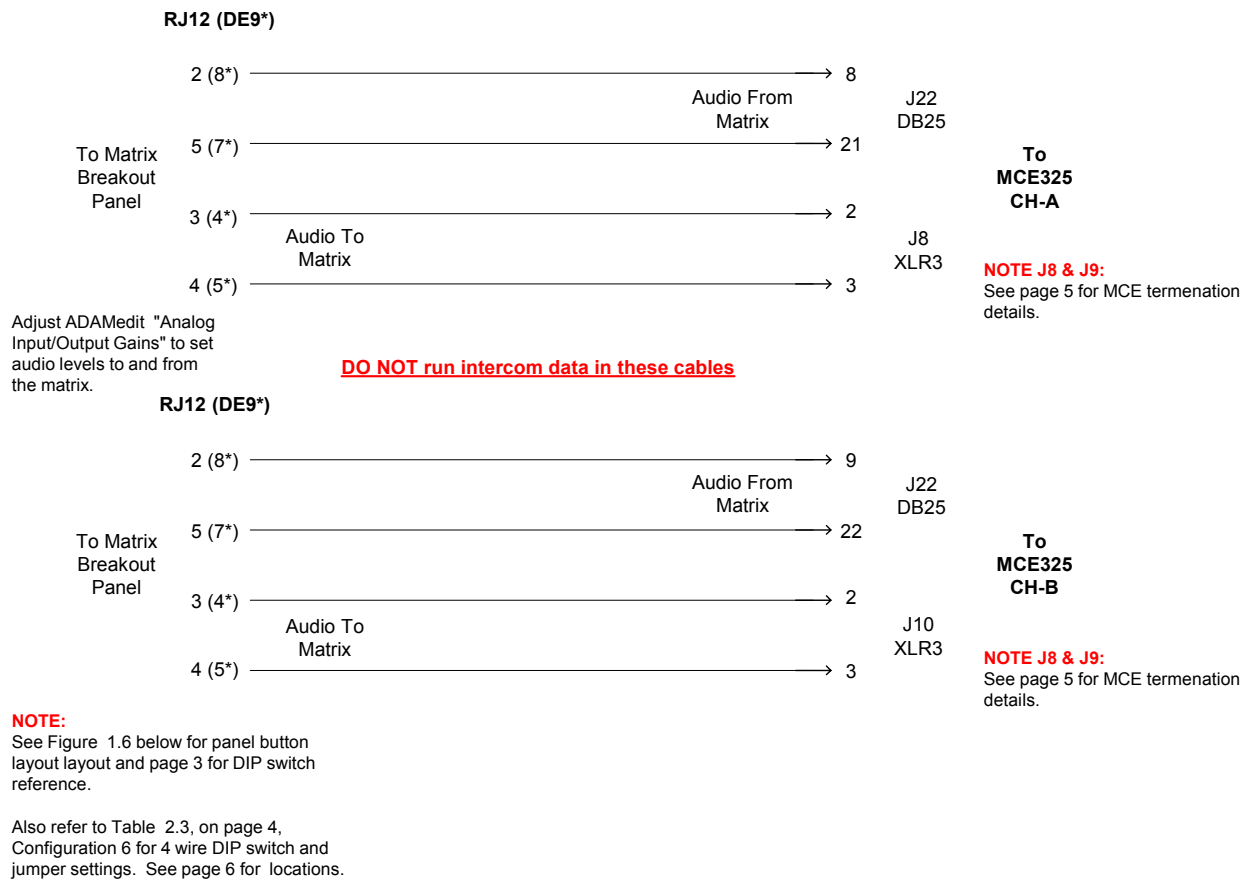 RJ12 (DE9*)
2 (8*)
8
Audio From
Matrix
J22
DB25
5 (7*)
21
To Matrix
Breakout
Panel
To
MCE325
CH-A
3 (4*)
2
Audio To
Matrix
J8
XLR3
4 (5*)
3
NOTE J8 & J9:
See page 5 for MCE termenation
details.
Adjust ADAMedit "Analog
Input/Output Gains" to set
audio levels to and from
the matrix.
DO NOT run intercom data in these cables
RJ12 (DE9*)
2 (8*)
9
Audio From
Matrix
J22
DB25
5 (7*)
22
To Matrix
Breakout
Panel
To
MCE325
CH-B
3 (4*)
2
Audio To
Matrix
J10
XLR3
4 (5*)
3
NOTE J8 & J9:
See page 5 for MCE termenation
details.
NOTE:
See Figure 1.6 below for panel button
layout layout and page 3 for DIP switch
reference.
Also refer to Table 2.3, on page 4,
Configuration 6 for 4 wire DIP switch and
jumper settings. See page 6 for locations.